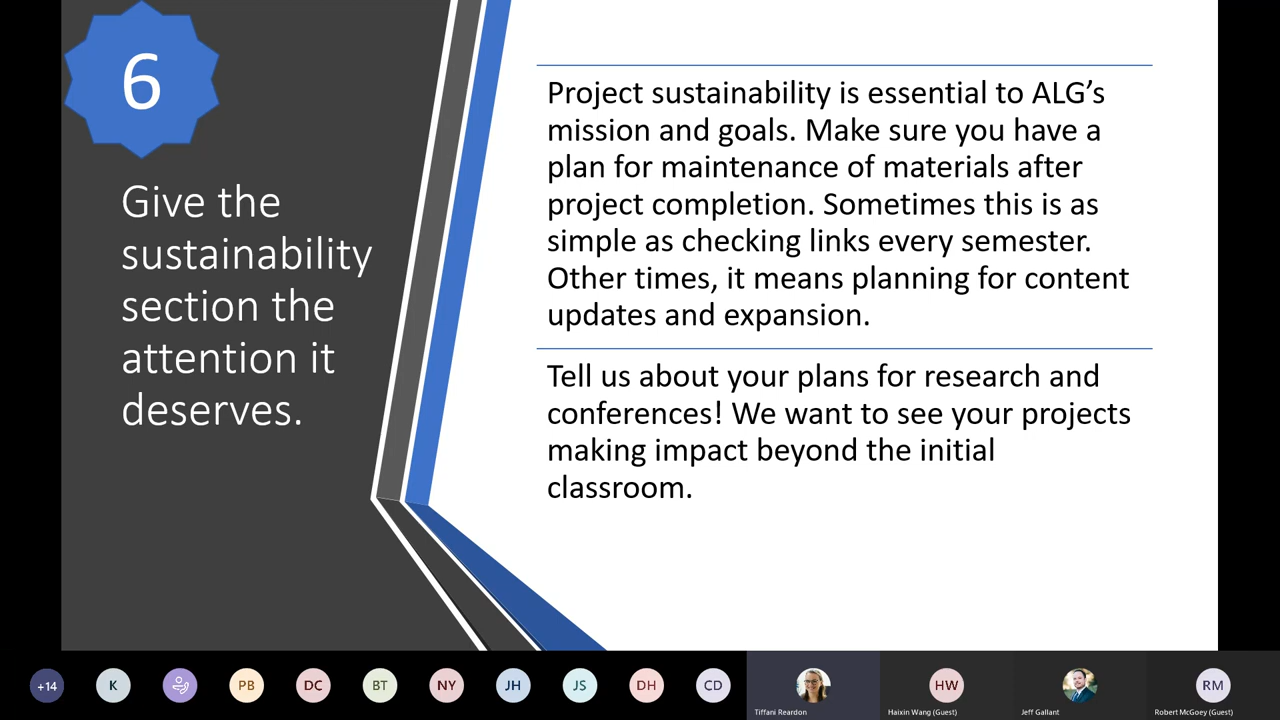 6
Give the
sustainability
section the
attention it
deserves.
Project sustainability is essential to ALG’s
mission and goals. Make sure you have a
plan for maintenance of materials after
project completion. Sometimes this is as
simple as checking links every semester.
Other times, it means planning for content
updates and expansion.
Tell us about your plans for research and
conferences! We want to see your projects
making impact beyond the initial
classroom.
+14
K
PB
DC
BT
NY
JH
JS
DH
CD
Tiffani Reardon
HW
Haixin Wang (Guest)
Jeff Gallant
RM
Robert McGoey (Guest)